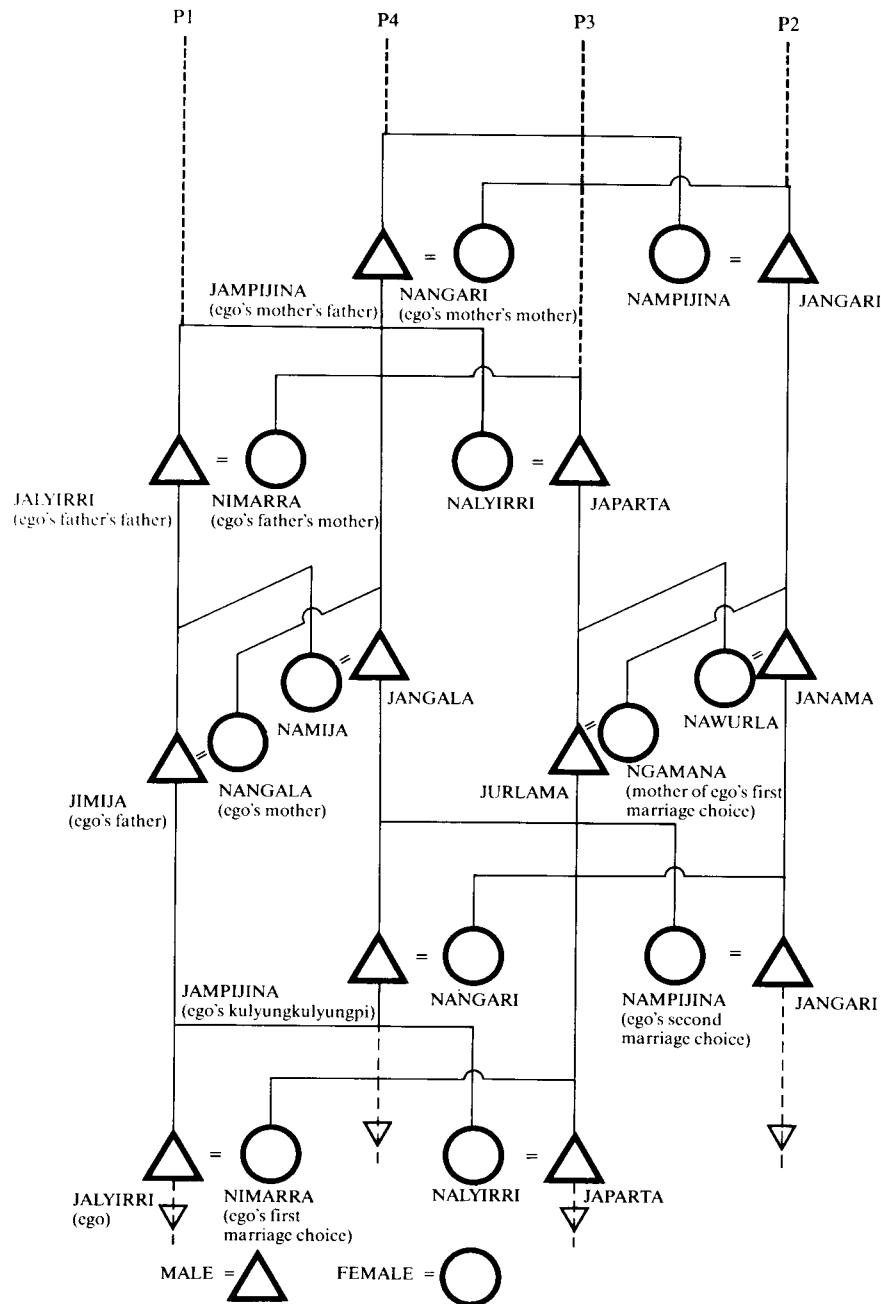 P1
P4
P3
P2
JAMPIJINA
(ego's mother's father)
NANGARI
(ego's mother's mother)
NAMPIJINA
JANGARI
JALYIRRI
(ego's father's father)
=
NIMARRA
(ego's father's mother)
NALYIRRI
=
JAPARTA
=
=
NAMIJA
=
JANGALA
NAWURLA
=
JANAMA
JIMIJA
(ego's father)
=
NANGALA
(ego's mother)
JURLAMA
=
NGAMANA
(mother of ego's first
marriage choice)
JAMPIJINA
(ego's kulyungkulyungpi)
=
NANGARI
NAMPIJINA
(ego's second
marriage choice)
=
JANGARI
JALYIRRI
(ego)
=
NIMARRA
(ego's first
marriage choice)
NALYIRRI
=
JAPARTA
MALE =
FEMALE =